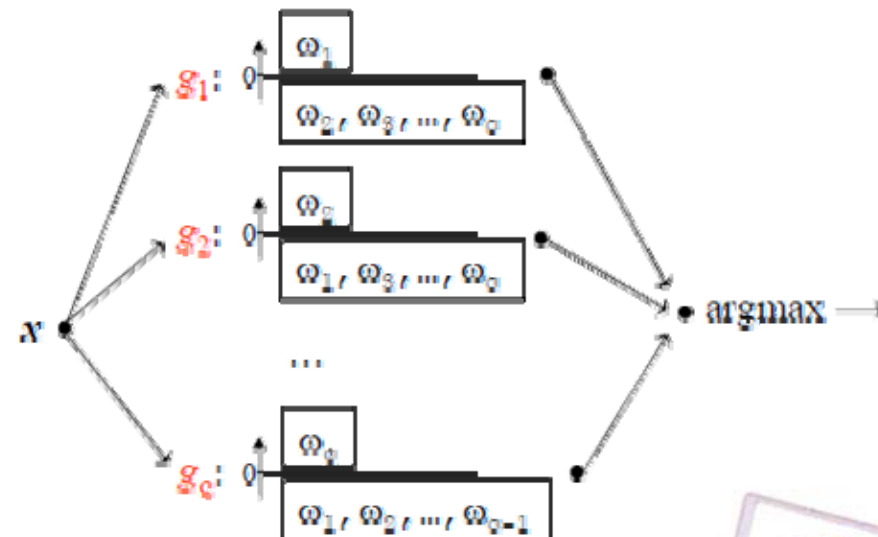 ω₁
g₁: 0
ω₂, ω₃, ..., ωc
ω₂
g₂: 0
ω₁, ω₃, ..., ωc
x
argmax
...
ωc
gc: 0
ω₁, ω₂, ..., ωc−1